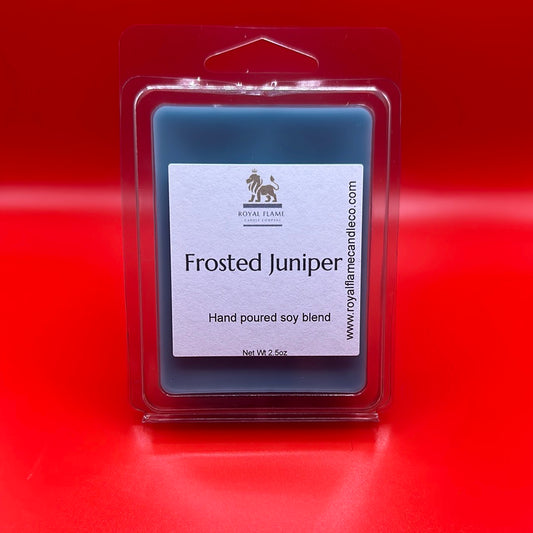 ROYAL FLAME
CANDLE COMPANY
Frosted Juniper
Hand poured soy blend
Net Wt 2.5oz
www.royalflamecandleco.com